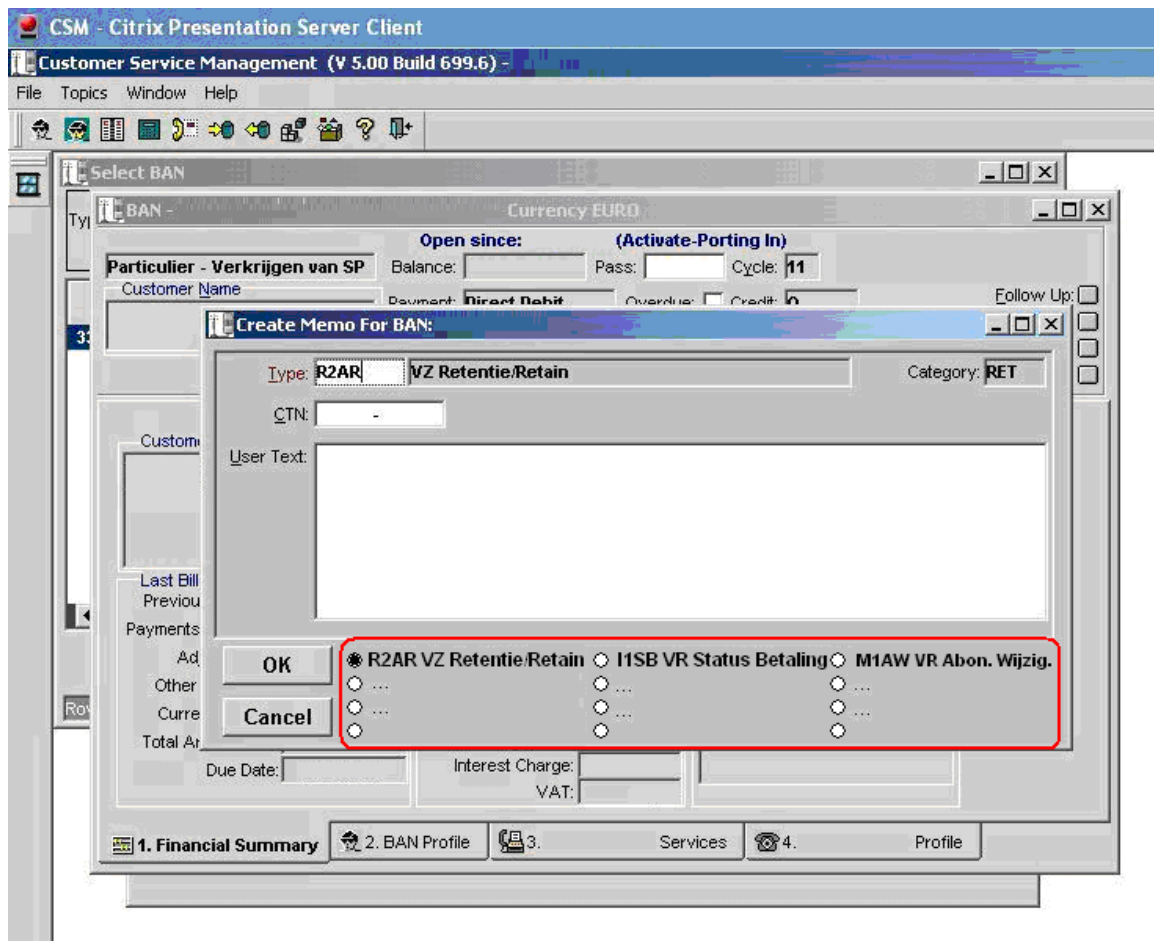 CSM - Citrix Presentation Server Client
Customer Service Management (V 5.00 Build 699.6) -
File Topics Window Help
Select BAN
Ty
BAN - Currency EURO
Open since: (Activate-Porting In)
Particulier - Verkrijgen van SP Balance: Pass: Cycle: 11
Customer Name
Payment: Direct Debit Overdue: Credit: Follow Up:
33
Create Memo For BAN:
Type: R2AR VZ Retentie/Retain Category: RET
CTN: -
Custom
User Text:
Last Bill
Previou
Payments
Ad
OK R2AR VZ Retentie/Retain I1SB VR Status Betaling M1AW VR Abon. Wijzig.
Other ... ... ...
Ro
Curre Cancel ... ... ...
Total Ar
Due Date: Interest Charge:
VAT:
1. Financial Summary 2. BAN Profile 3. Services 4. Profile